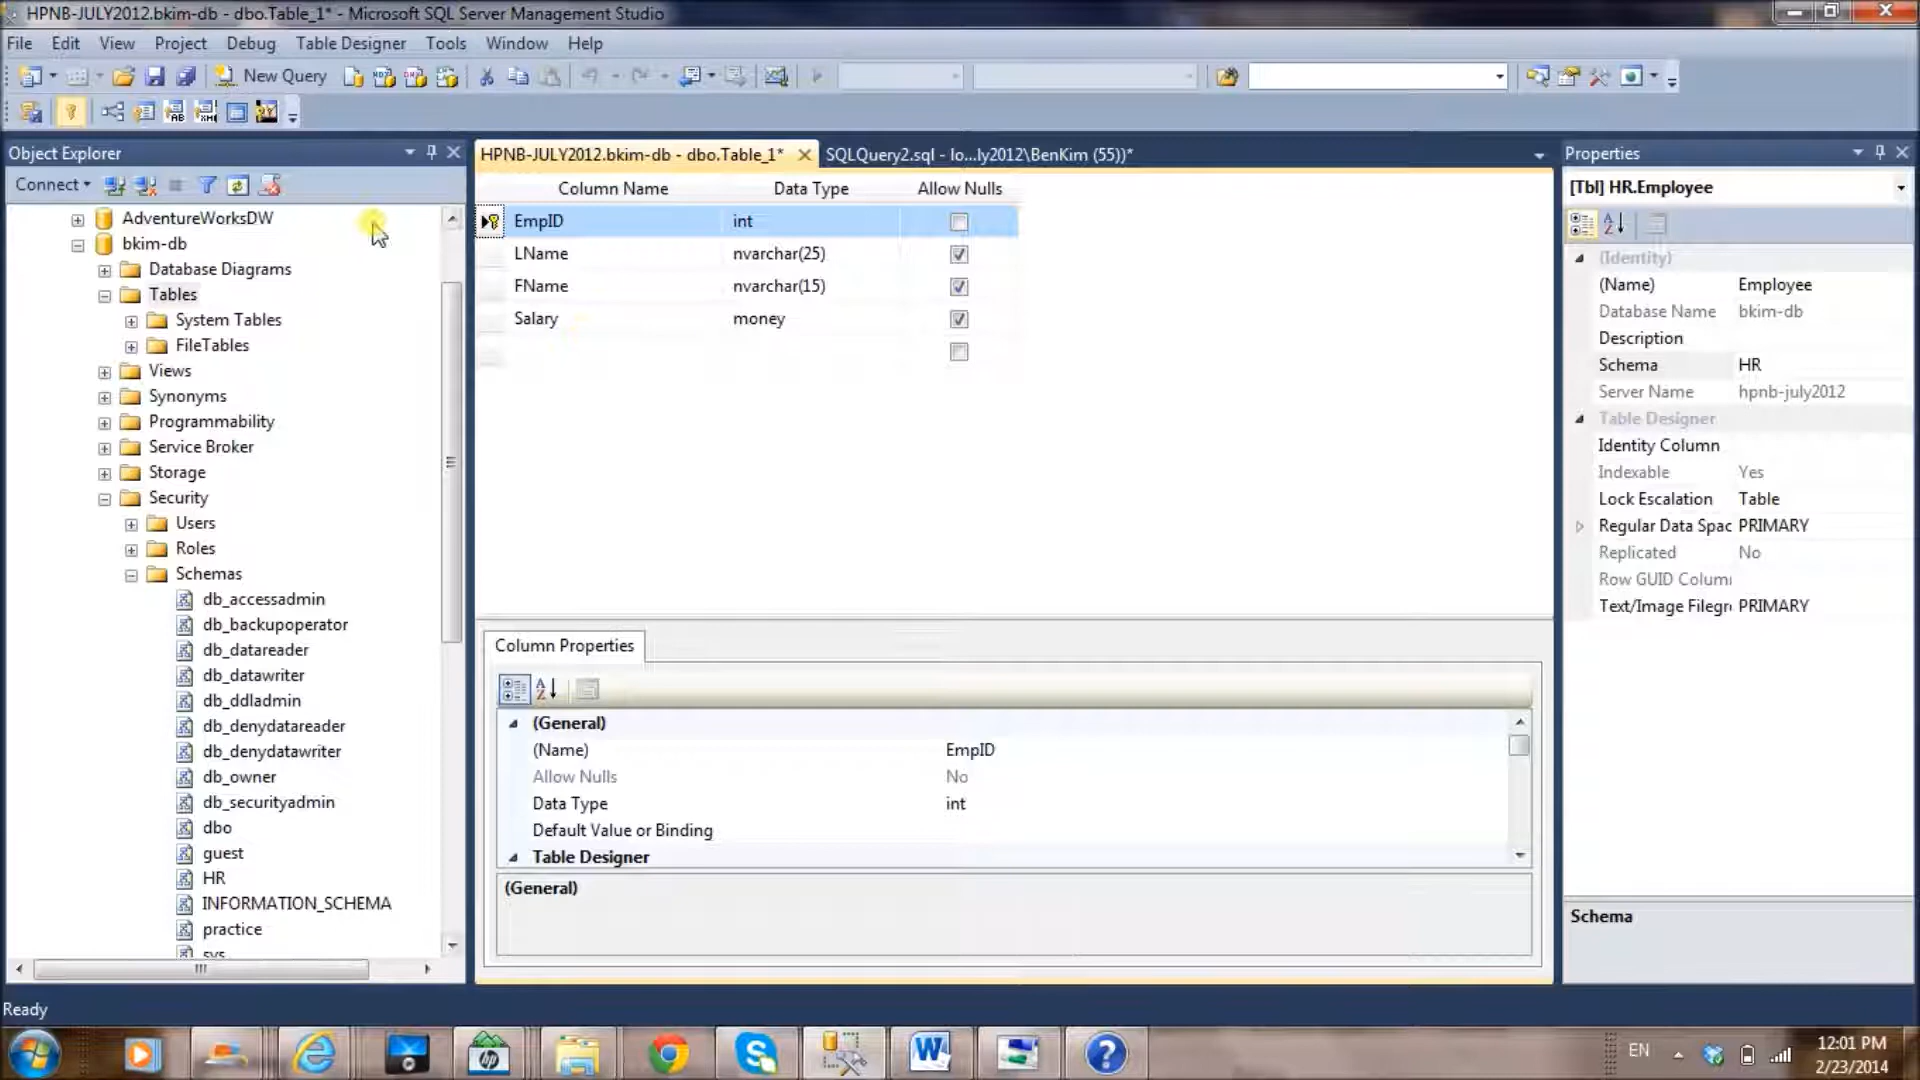 HPNB-JULY2012.bkim-db - dbo.Table_1* - Microsoft SQL Server Management Studio
File Edit View Project Debug Table Designer Tools Window Help
New Query
Object Explorer
Connect
AdventureWorksDW
bkim-db
Database Diagrams
Tables
System Tables
FileTables
Views
Synonyms
Programmability
Service Broker
Storage
Security
Users
Roles
Schemas
db_accessadmin
db_backupoperator
db_datareader
db_datawriter
db_ddladmin
db_denydatareader
db_denydatawriter
db_owner
db_securityadmin
dbo
guest
HR
INFORMATION_SCHEMA
practice
sys
HPNB-JULY2012.bkim-db - dbo.Table_1* SQLQuery2.sql - lo...ly2012\BenKim (55))*
Column Name Data Type Allow Nulls
EmpID int
LName nvarchar(25)
FName nvarchar(15)
Salary money
Column Properties
(General)
(Name) EmpID
Allow Nulls No
Data Type int
Default Value or Binding
Table Designer
(General)
Properties
[Tbl] HR.Employee
(Identity)
(Name) Employee
Database Name bkim-db
Description
Schema HR
Server Name hpnb-july2012
Table Designer
Identity Column
Indexable Yes
Lock Escalation Table
Regular Data Spac PRIMARY
Replicated No
Row GUID Colum
Text/Image Filegr PRIMARY
Schema
Ready
EN
12:01 PM
2/23/2014